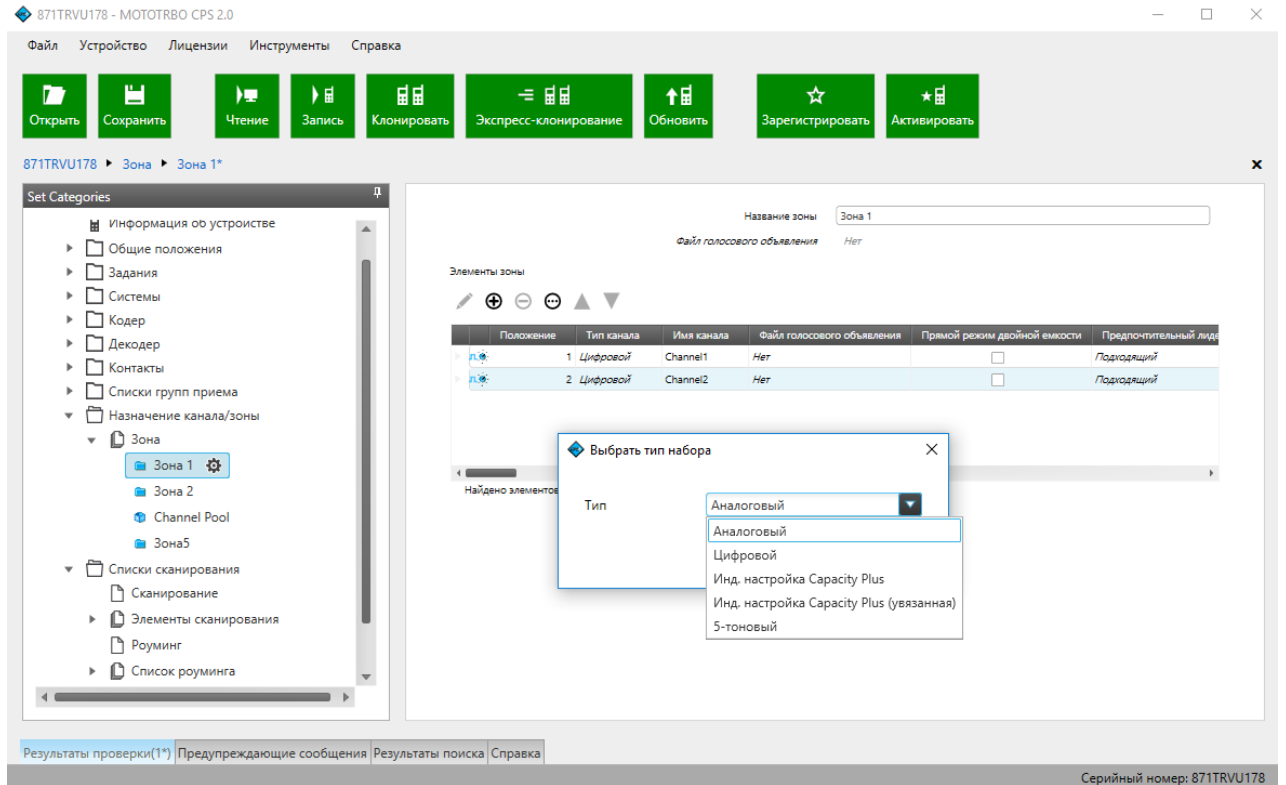 871TRVU178 - MOTOTRBO CPS 2.0
Файл Устройство Лицензии Инструменты Справка
Открыть Сохранить Чтение Запись Клонировать Экспресс-клонирование Обновить Зарегистрировать Активировать
871TRVU178 Зона Зона 1*
Set Categories
Информация об устройстве
Общие положения
Задания
Системы
Кодер
Декодер
Контакты
Списки групп приема
Назначение канала/зоны
Зона
Зона 1
Зона 2
Channel Pool
Зона5
Списки сканирования
Сканирование
Элементы сканирования
Роуминг
Список роуминга
Название зоны Зона 1
Файл голосового объявления Нет
Элементы зоны
Положение Тип канала Имя канала Файл голосового объявления Прямой режим двойной емкости Предпочтительный лиде
1 Цифровой Channel1 Нет Подходящий
2 Цифровой Channel2 Нет Подходящий
Найдено элементов
Выбрать тип набора
Тип Аналоговый
Аналоговый
Цифровой
Инд. настройка Capacity Plus
Инд. настройка Capacity Plus (увязанная)
5-тоновый
Результаты проверки(1*) Предупреждающие сообщения Результаты поиска Справка
Серийный номер: 871TRVU178